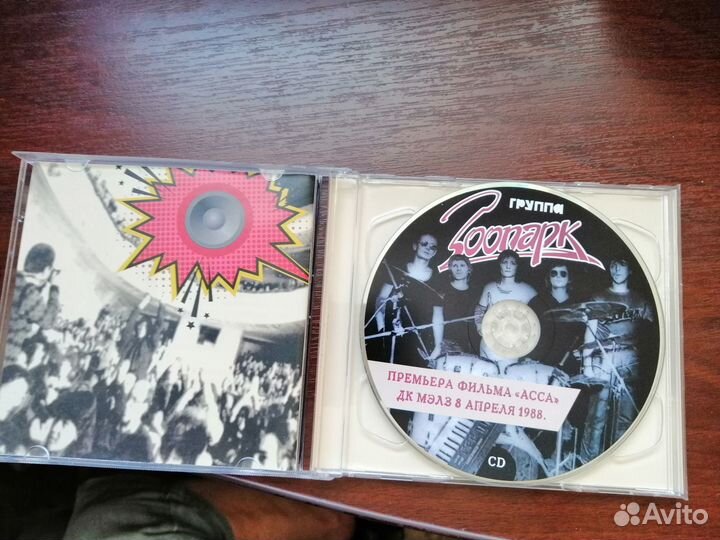 ГРУППА
Зоопарк
ПРЕМЬЕРА ФИЛЬМА «АССА»
ДК МЭЛЗ 8 АПРЕЛЯ 1988.
CD
Avito